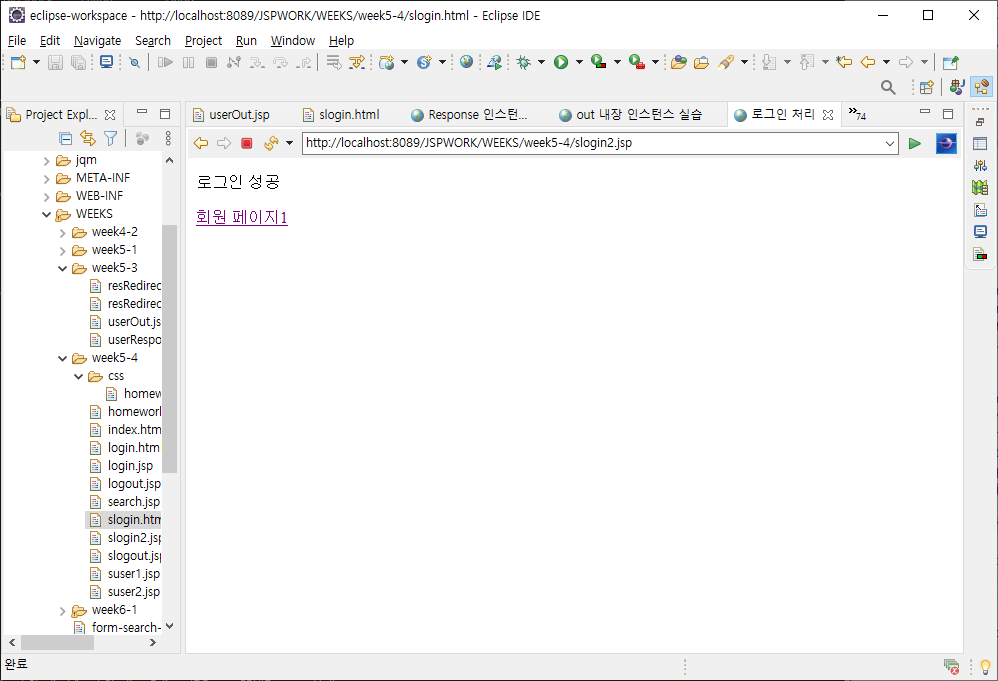 eclipse-workspace - http://localhost:8089/JSPWORK/WEEKS/week5-4/slogin.html - Eclipse IDE
File Edit Navigate Search Project Run Window Help
Project Expl...
userOut.jsp slogin.html Response 인스턴... out 내장 인스턴스 실습 로그인 처리 74
http://localhost:8089/JSPWORK/WEEKS/week5-4/slogin2.jsp
로그인 성공
회원 페이지1
jqm
META-INF
WEB-INF
WEEKS
week4-2
week5-1
week5-3
resRedirec
resRedirec
userOut.js
userRespo
week5-4
css
homew
homework
index.htm
login.htm
login.jsp
logout.jsp
search.jsp
slogin.htm
slogin2.jsp
slogout.jsp
suser1.jsp
suser2.jsp
week6-1
form-search-
완료